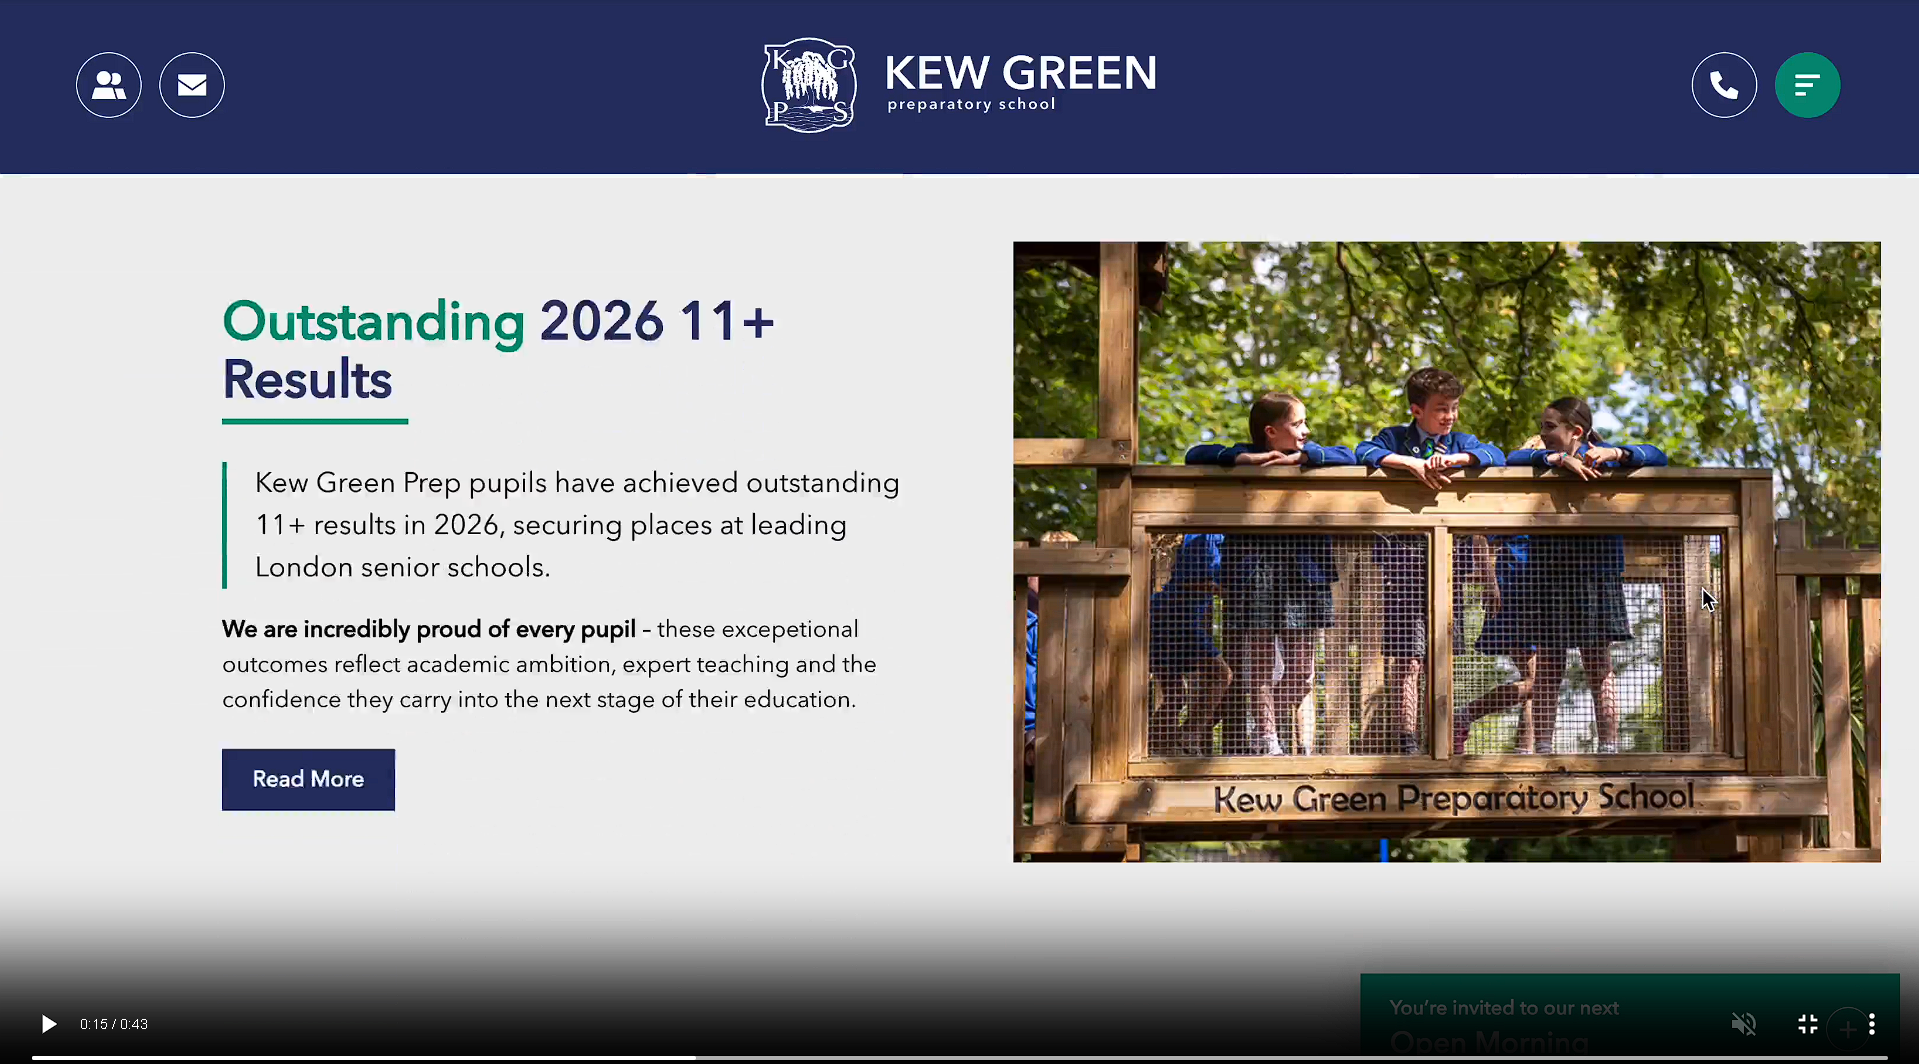 K G
P S
KEW GREEN
preparatory school
Outstanding 2026 11+
Results
Kew Green Prep pupils have achieved outstanding
11+ results in 2026, securing places at leading
London senior schools.
We are incredibly proud of every pupil – these excepetional
outcomes reflect academic ambition, expert teaching and the
confidence they carry into the next stage of their education.
Read More
Kew Green Preparatory School
You're invited to our next
Open Morning
0:15 / 0:43